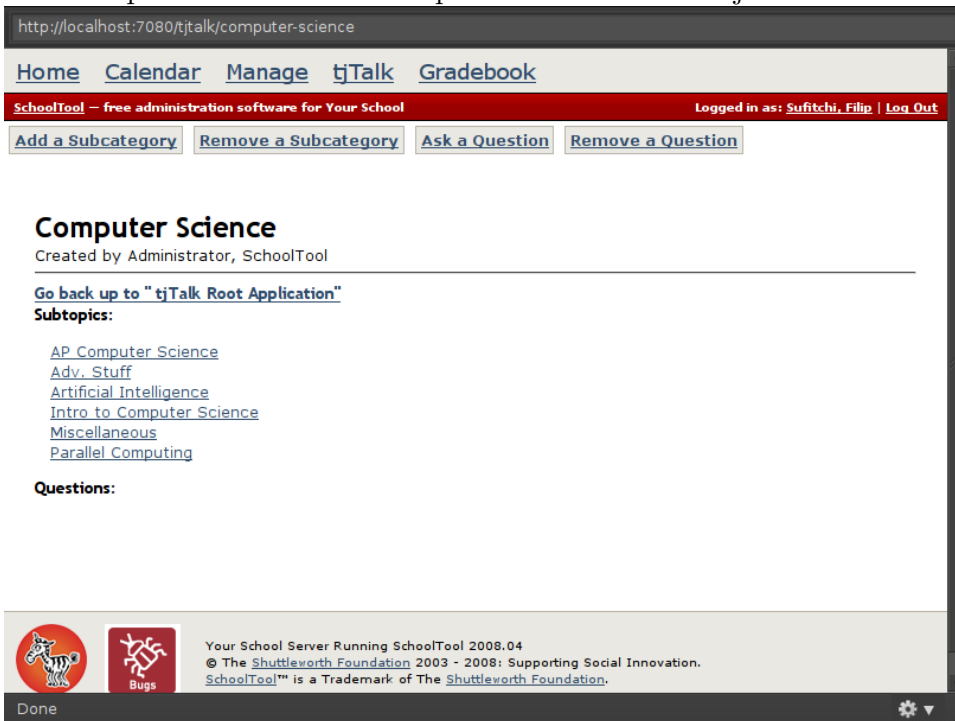 http://localhost:7080/tjtalk/computer-science
Home Calendar Manage tjTalk Gradebook
SchoolTool — free administration software for Your School Logged in as: Sufitchi, Filip | Log Out
Add a Subcategory Remove a Subcategory Ask a Question Remove a Question
Computer Science
Created by Administrator, SchoolTool
Go back up to " tjTalk Root Application"
Subtopics:
AP Computer Science
Adv. Stuff
Artificial Intelligence
Intro to Computer Science
Miscellaneous
Parallel Computing
Questions:
Your School Server Running SchoolTool 2008.04
© The Shuttleworth Foundation 2003 - 2008: Supporting Social Innovation.
Bugs SchoolTool™ is a Trademark of The Shuttleworth Foundation.
Done